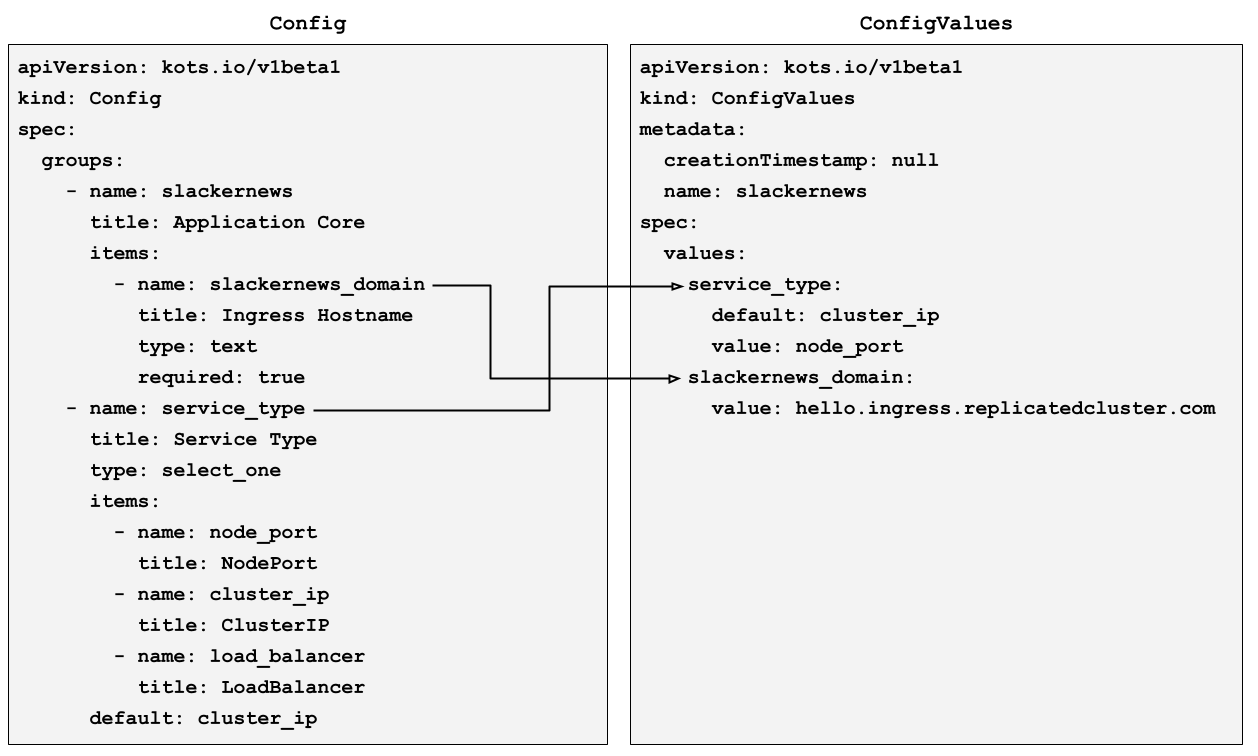 Config
apiVersion: kots.io/v1beta1
kind: Config
spec:
  groups:
    - name: slackernews
      title: Application Core
      items:
        - name: slackernews_domain
          title: Ingress Hostname
          type: text
          required: true
    - name: service_type
      title: Service Type
      type: select_one
      items:
        - name: node_port
          title: NodePort
        - name: cluster_ip
          title: ClusterIP
        - name: load_balancer
          title: LoadBalancer
      default: cluster_ip
ConfigValues
apiVersion: kots.io/v1beta1
kind: ConfigValues
metadata:
  creationTimestamp: null
  name: slackernews
spec:
  values:
    service_type:
      default: cluster_ip
      value: node_port
    slackernews_domain:
      value: hello.ingress.replicatedcluster.com